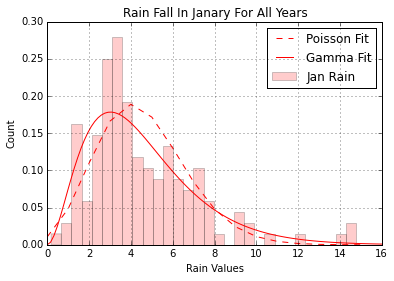 Rain Fall In Janary For All Years
Poisson Fit
Gamma Fit
Jan Rain
Count
0.30
0.25
0.20
0.15
0.10
0.05
0.00
0 2 4 6 8 10 12 14 16
Rain Values